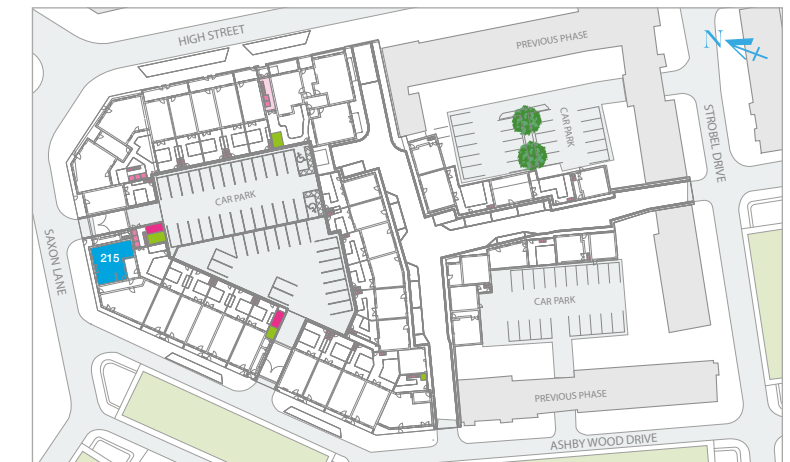 HIGH STREET
PREVIOUS PHASE
N
CAR PARK
STROBEL DRIVE
CAR PARK
SAXON LANE
215
CAR PARK
PREVIOUS PHASE
ASHBY WOOD DRIVE